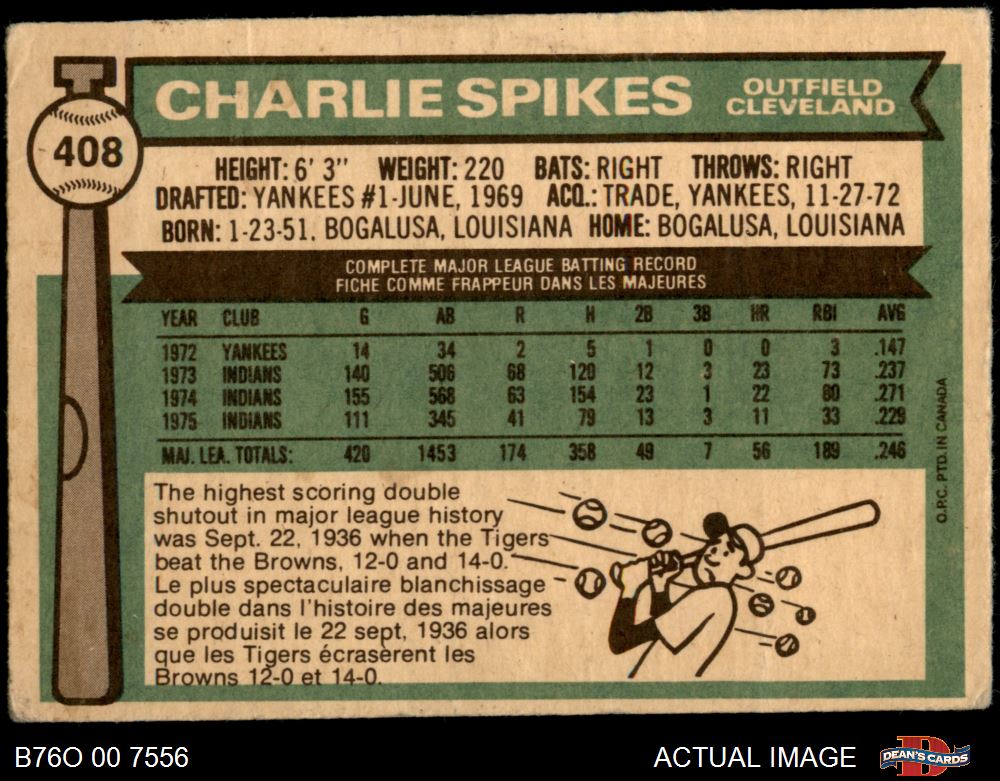 CHARLIE SPIKES
OUTFIELD
CLEVELAND
408
HEIGHT: 6' 3" WEIGHT: 220 BATS: RIGHT THROWS: RIGHT
DRAFTED: YANKEES #1-JUNE, 1969 ACQ.: TRADE, YANKEES, 11-27-72
BORN: 1-23-51, BOGALUSA, LOUISIANA HOME: BOGALUSA, LOUISIANA
COMPLETE MAJOR LEAGUE BATTING RECORD
FICHE COMME FRAPPEUR DANS LES MAJEURES
YEAR CLUB G AB R H 2B 3B HR RBI AVG
1972 YANKEES 14 34 2 5 1 0 0 3 .147
1973 INDIANS 140 506 68 120 12 3 23 73 .237
1974 INDIANS 155 568 63 154 23 1 22 80 .271
1975 INDIANS 111 345 41 79 13 3 11 33 .229
MAJ. LEA. TOTALS: 420 1453 174 358 49 7 56 189 .246
The highest scoring double
shutout in major league history
was Sept. 22, 1936 when the Tigers
beat the Browns, 12-0 and 14-0.
Le plus spectaculaire blanchissage
double dans l'histoire des majeures
se produisit le 22 sept, 1936 alors
que les Tigers écrasèrent les
Browns 12-0 et 14-0.
O.P.C. PTD. IN CANADA
B76O 00 7556
ACTUAL IMAGE
DEAN'S CARDS